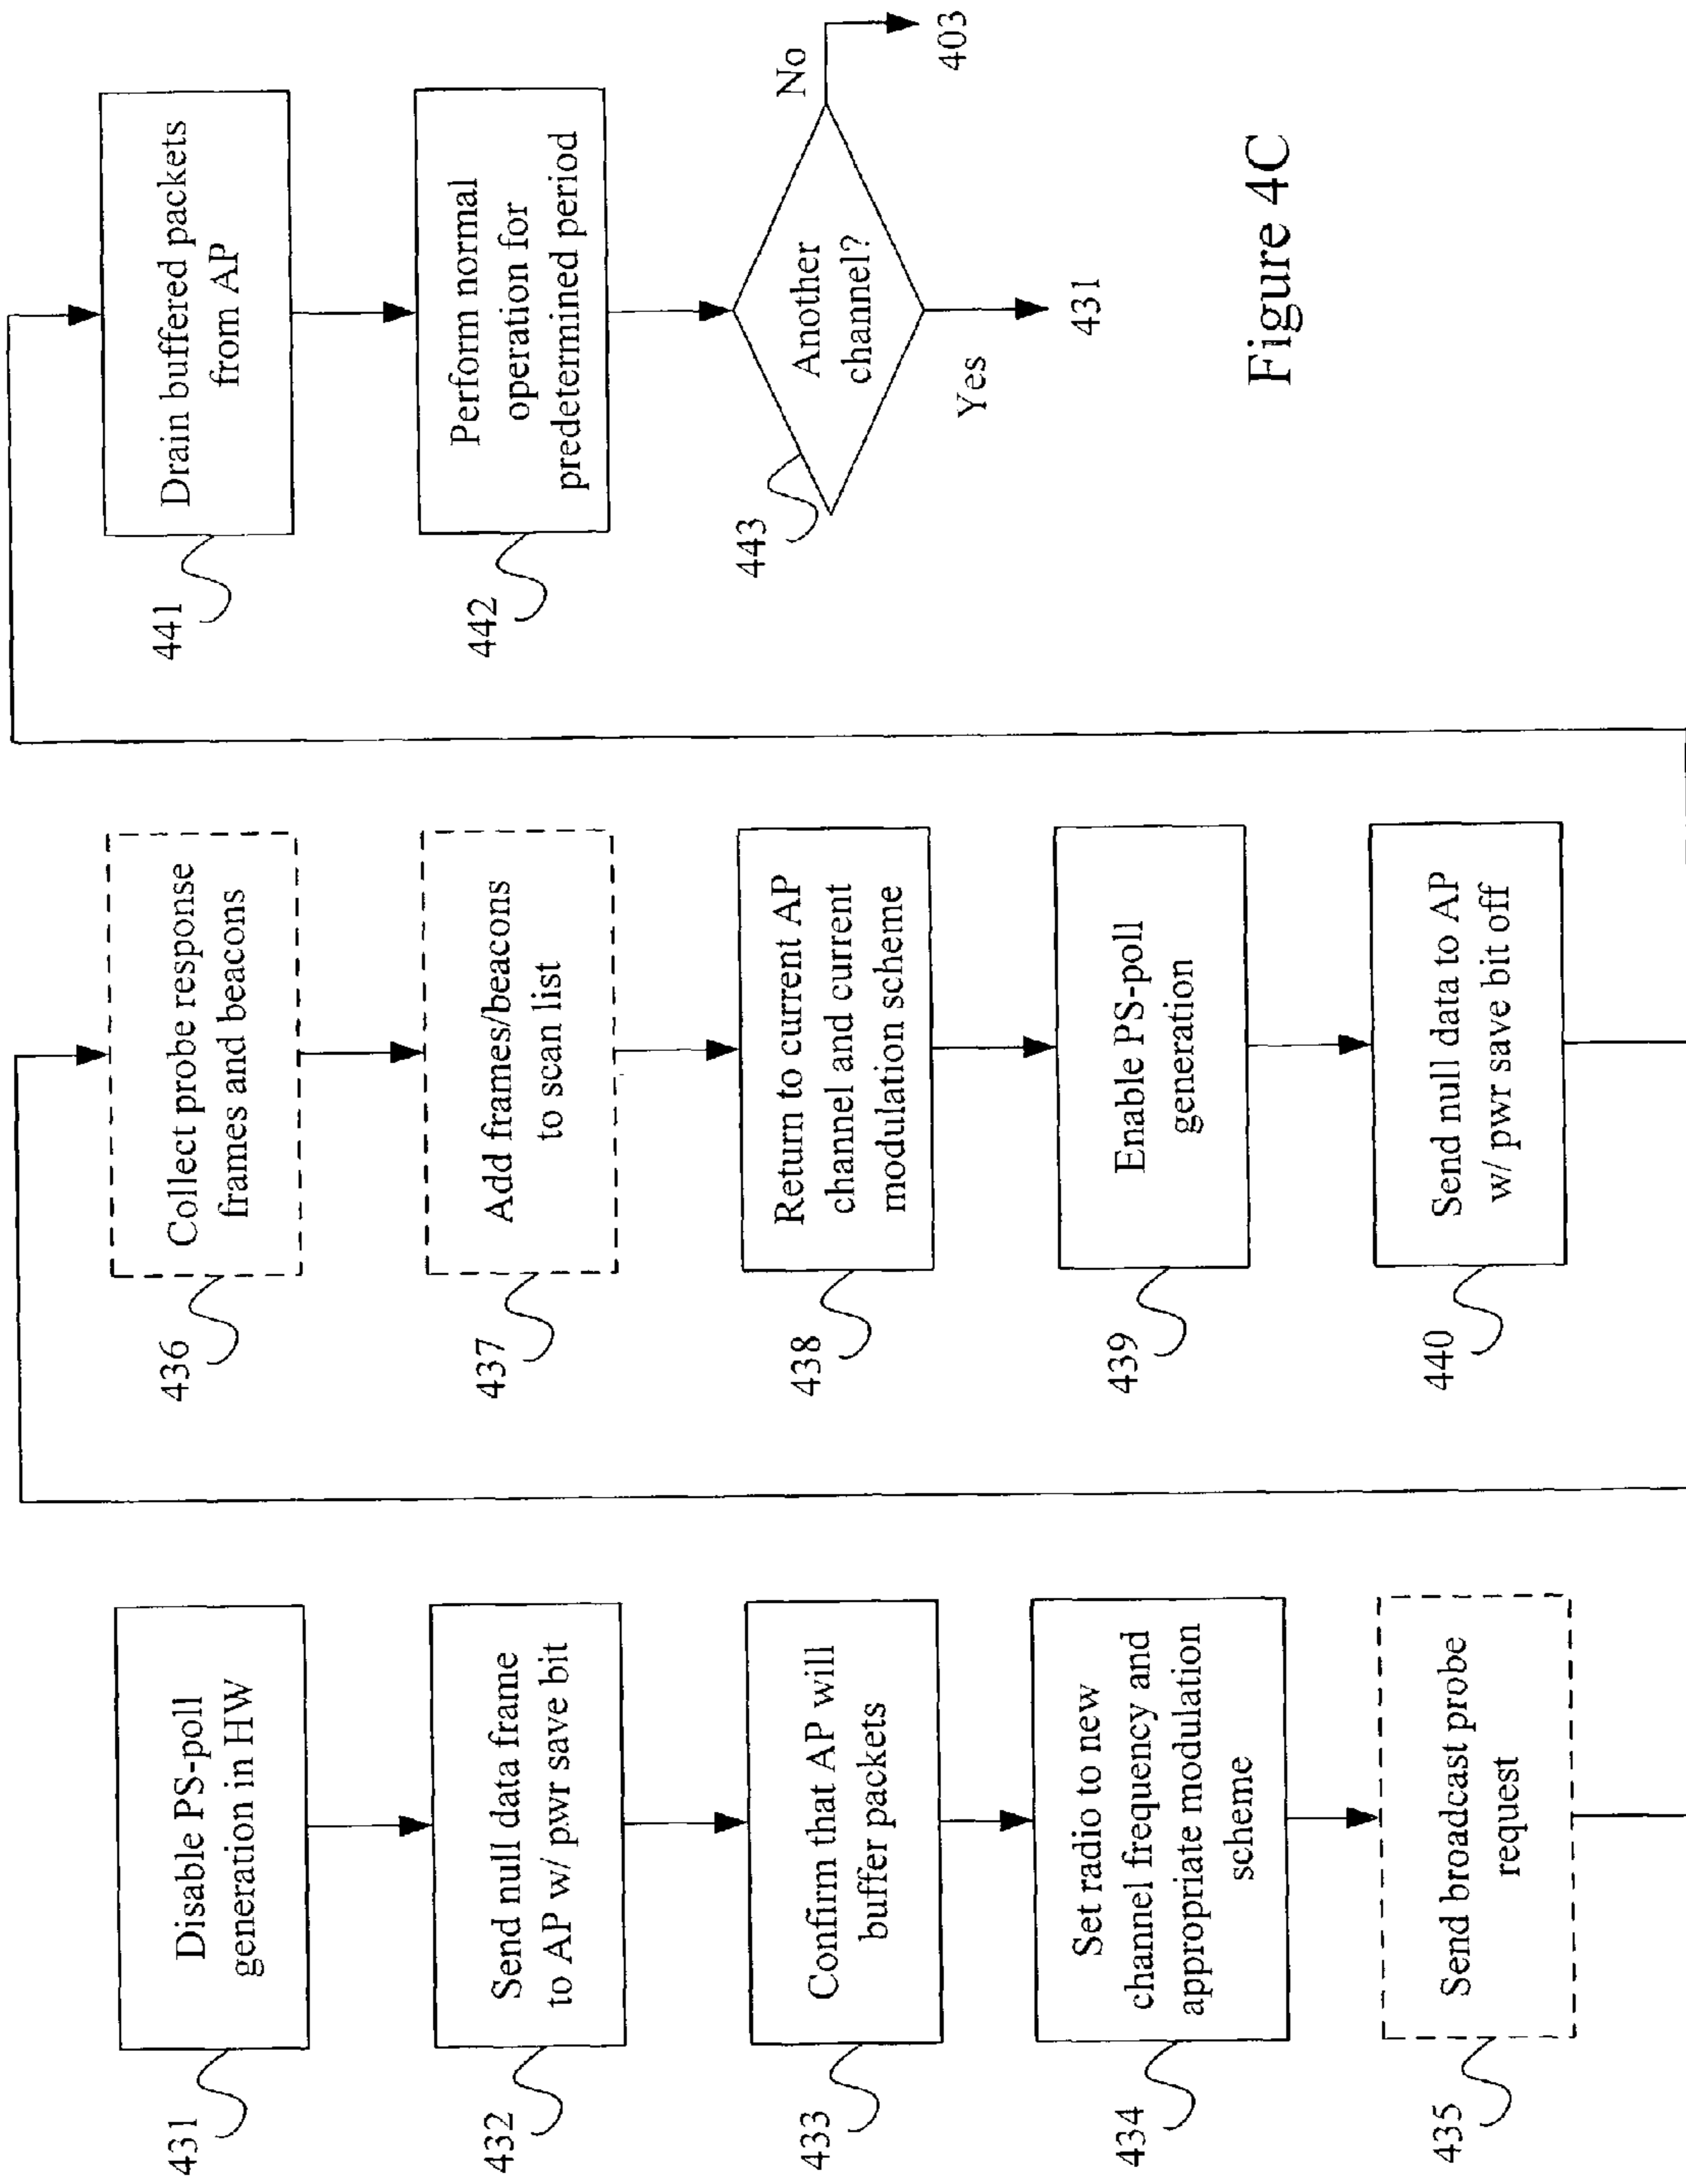 431
Disable PS-poll
generation in HW
432
Send null data frame
to AP w/ pwr save bit
433
Confirm that AP will
buffer packets
434
Set radio to new
channel frequency and
appropriate modulation
scheme
435
Send broadcast probe
request
436
Collect probe response
frames and beacons
437
Add frames/beacons
to scan list
438
Return to current AP
channel and current
modulation scheme
439
Enable PS-poll
generation
440
Send null data to AP
w/ pwr save bit off
441
Drain buffered packets
from AP
442
Perform normal
operation for
predetermined period
443
Another
channel?
No
403
Yes
431
Figure 4C